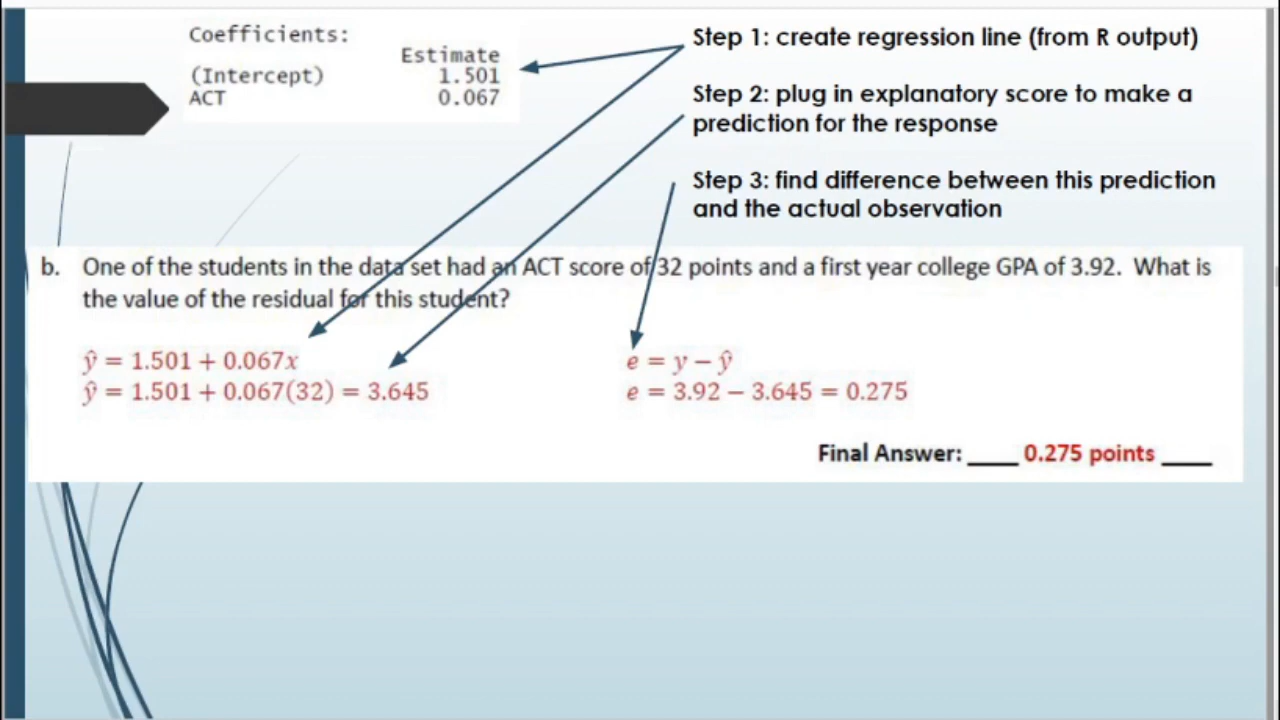 Coefficients:
Estimate
(Intercept) 1.501
ACT 0.067
Step 1: create regression line (from R output)
Step 2: plug in explanatory score to make a
prediction for the response
Step 3: find difference between this prediction
and the actual observation
b. One of the students in the data set had an ACT score of 32 points and a first year college GPA of 3.92. What is
the value of the residual for this student?
ŷ = 1.501 + 0.067x
ŷ = 1.501 + 0.067(32) = 3.645
e = y − ŷ
e = 3.92 − 3.645 = 0.275
Final Answer: ____ 0.275 points ____